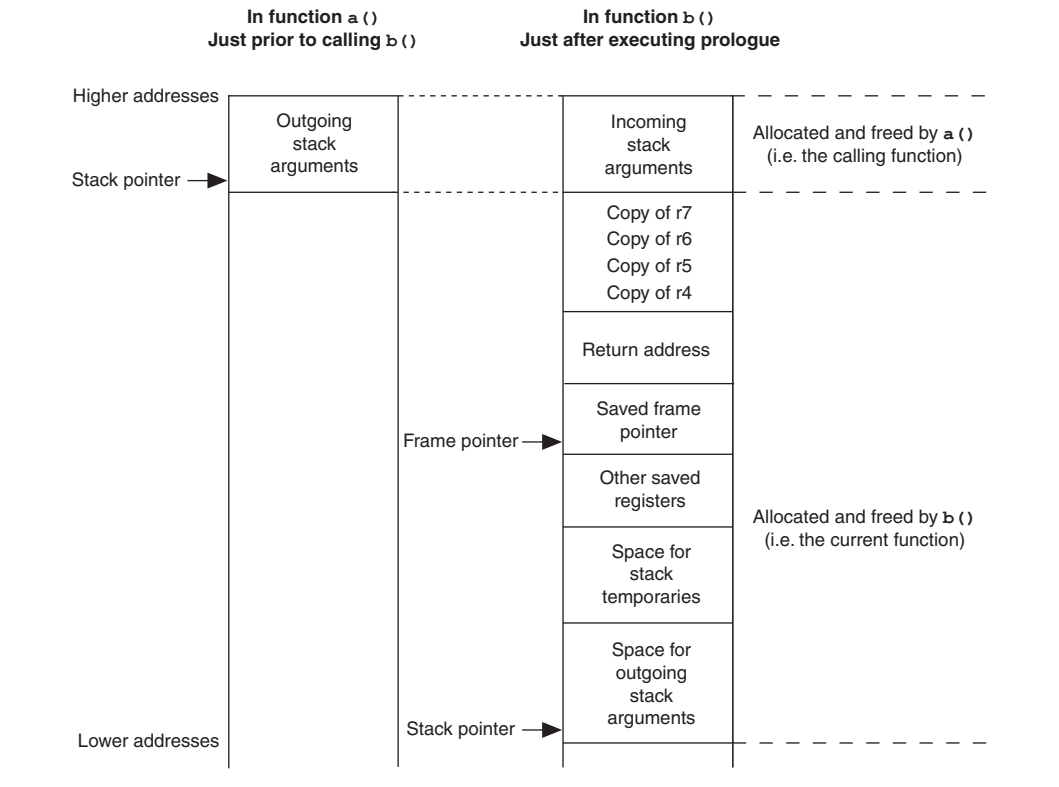 In function a()
Just prior to calling b()
In function b()
Just after executing prologue
Higher addresses
Outgoing
stack
arguments
Incoming
stack
arguments
Allocated and freed by a()
(i.e. the calling function)
Stack pointer
Copy of r7
Copy of r6
Copy of r5
Copy of r4
Return address
Saved frame
pointer
Frame pointer
Other saved
registers
Allocated and freed by b()
(i.e. the current function)
Space for
stack
temporaries
Space for
outgoing
stack
arguments
Stack pointer
Lower addresses